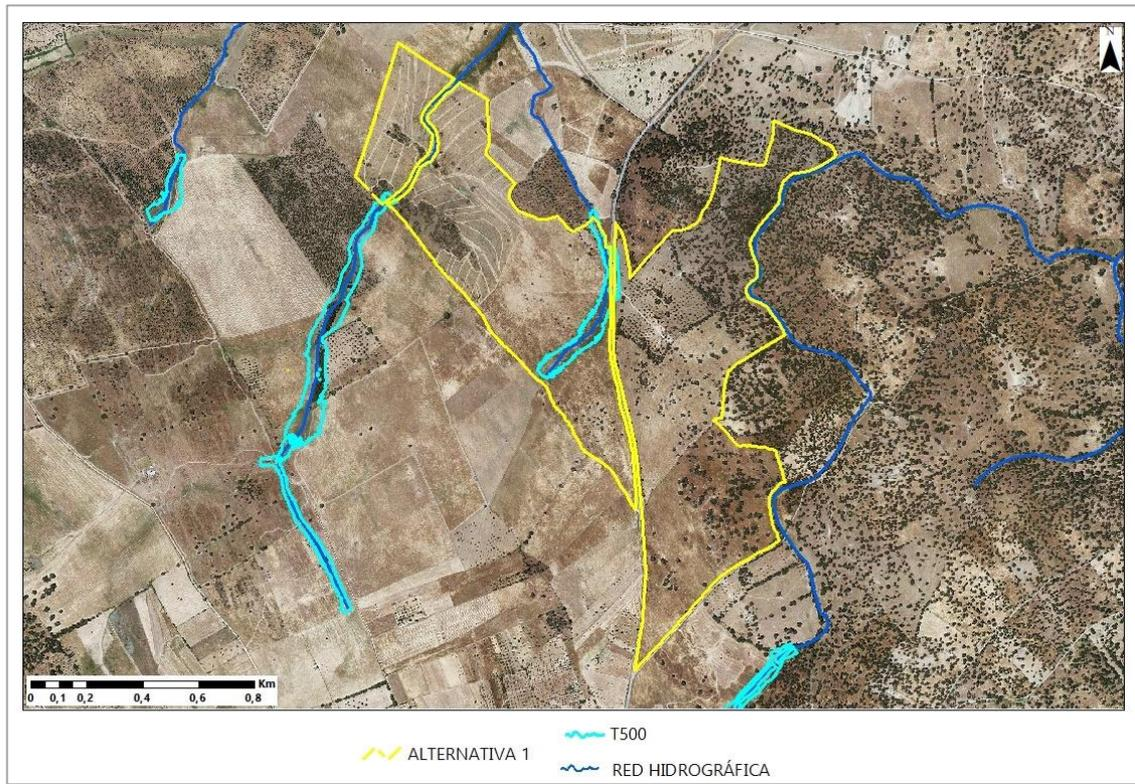 N
Km
0 0,1 0,2 0,4 0,6 0,8
T500
ALTERNATIVA 1
RED HIDROGRÁFICA